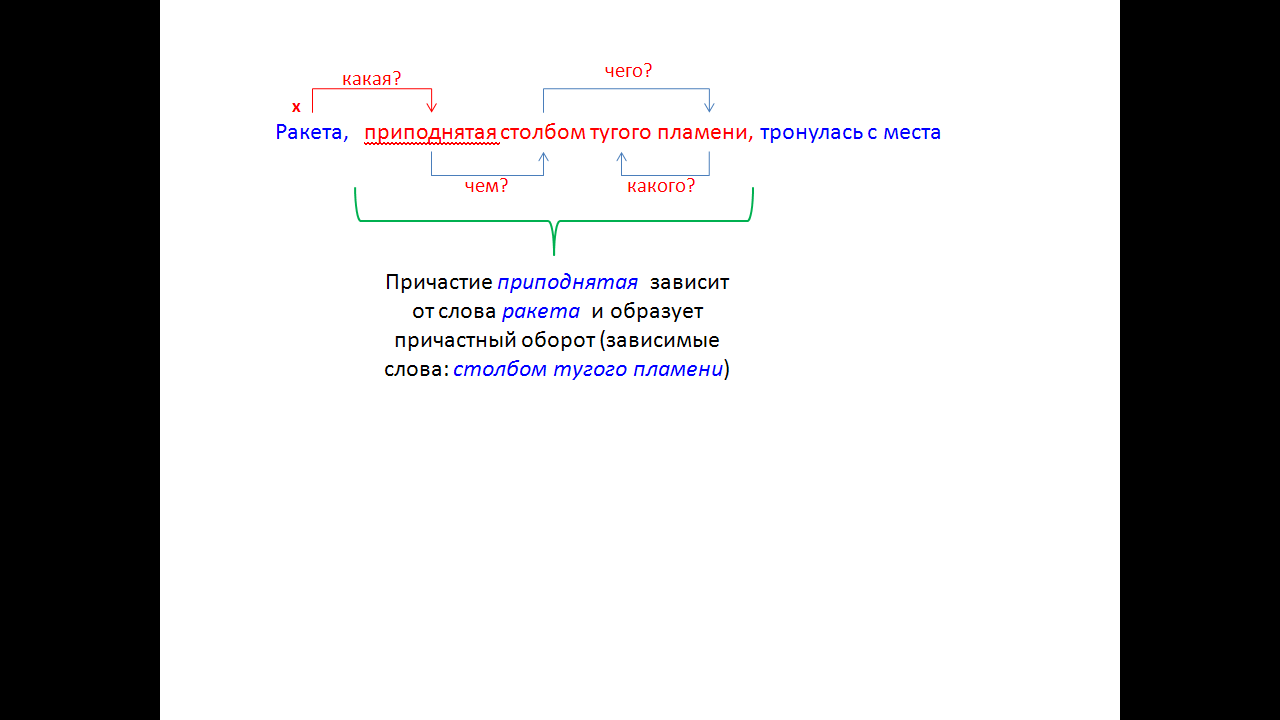 какая?
чего?
х
Ракета, приподнятая столбом тугого пламени, тронулась с места
чем?
какого?
Причастие приподнятая зависит
от слова ракета и образует
причастный оборот (зависимые
слова: столбом тугого пламени)